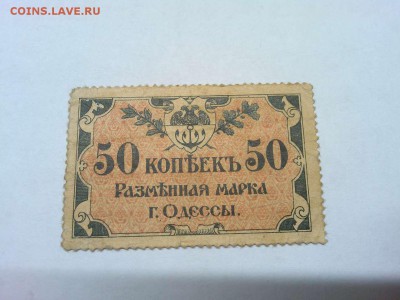 COINS.LAVE.RU
50 КОПѢЕКЪ 50
РАЗМѢННАЯ МАРКА
Г. ОДЕССЫ.